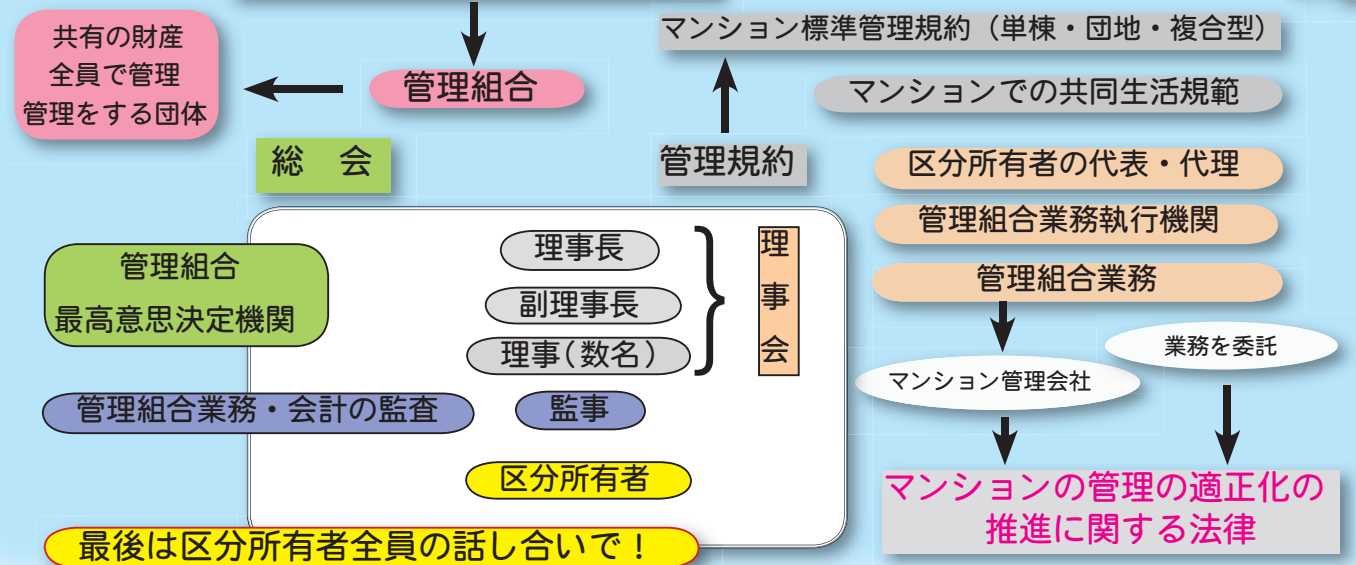 共有の財産
全員で管理
管理をする団体
管理組合
マンション標準管理規約（単棟・団地・複合型）
マンションでの共同生活規範
総　会
管理規約
区分所有者の代表・代理
管理組合業務執行機関
管理組合業務
管理組合
最高意思決定機関
理事長
副理事長
理事（数名）
理事会
業務を委託
マンション管理会社
管理組合業務・会計の監査
監事
区分所有者
マンションの管理の適正化の
推進に関する法律
最後は区分所有者全員の話し合いで！